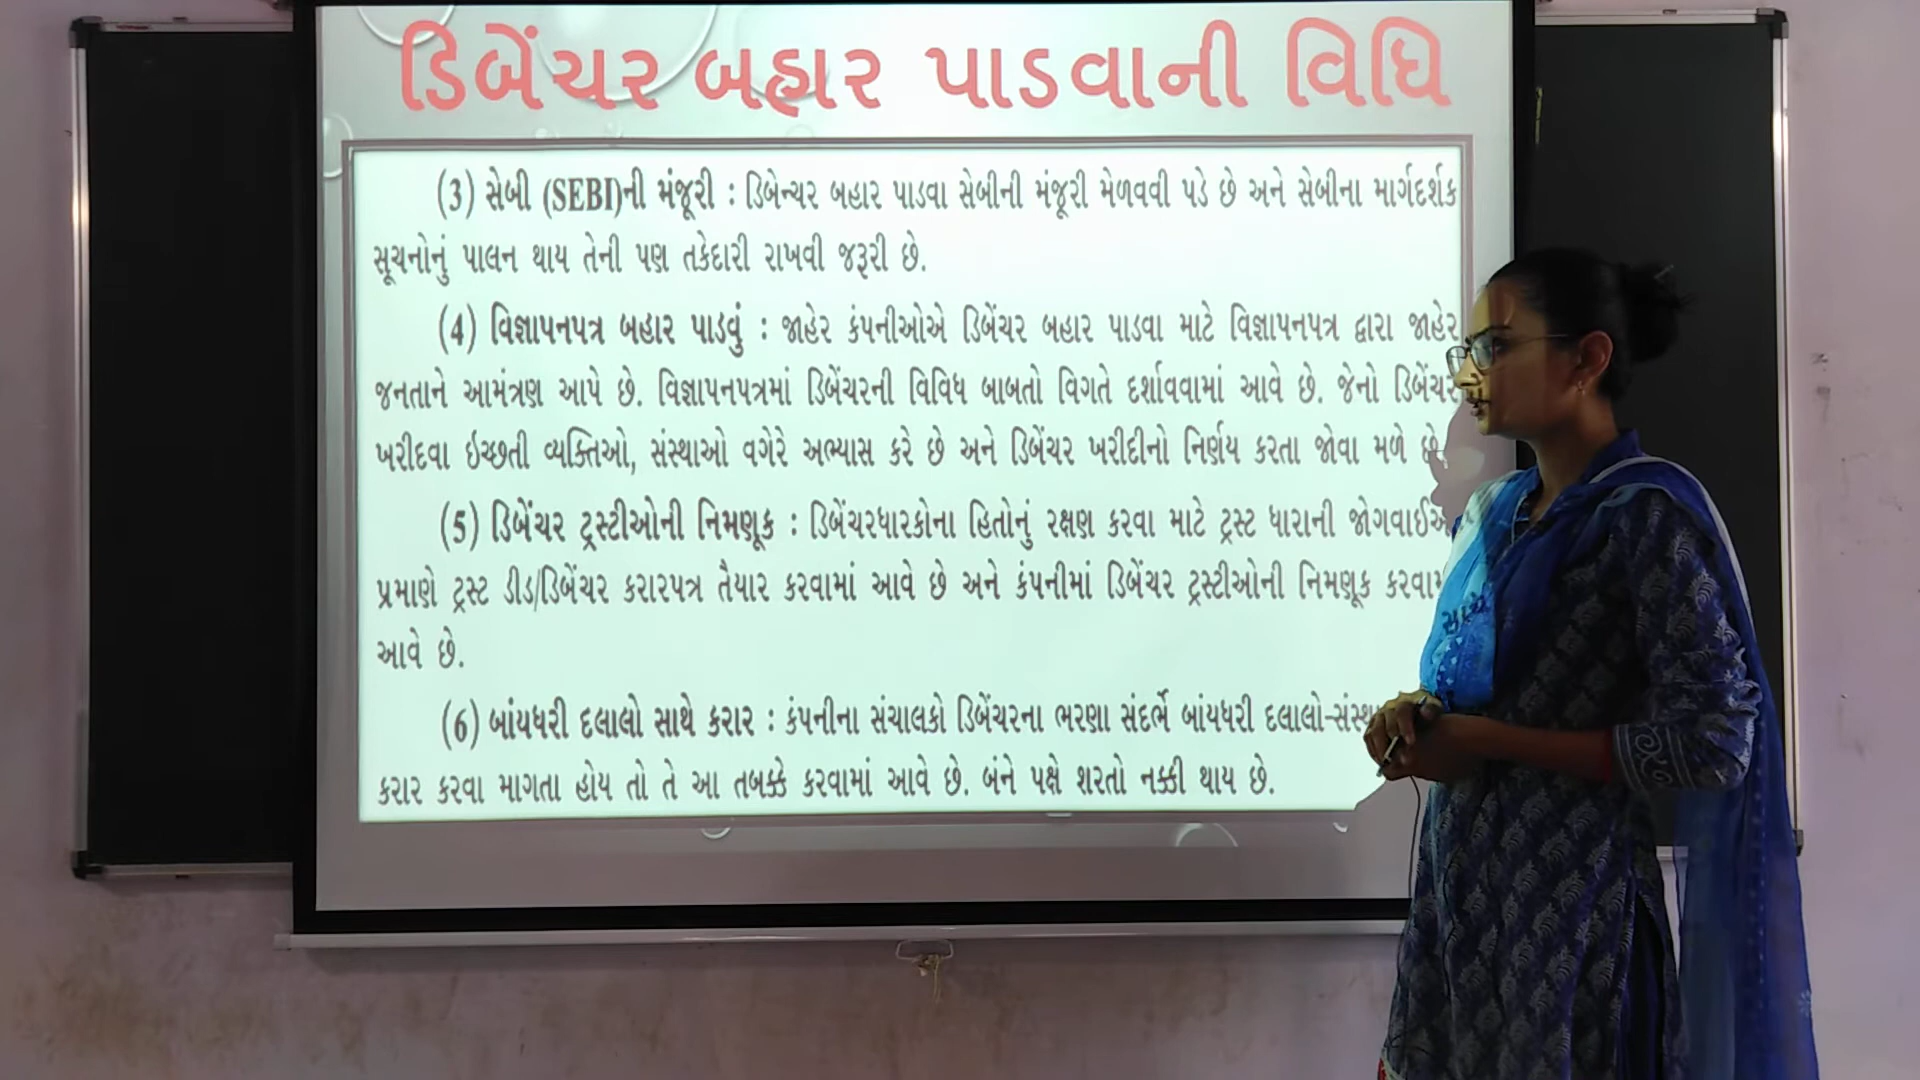 ડિબેંચર બહાર પાડવાની વિધિ
(3) સેબી (SEBI)ની મંજૂરી : ડિબેન્ચર બહાર પાડવા સેબીની મંજૂરી મેળવવી પડે છે અને સેબીના માર્ગદર્શક
સૂચનોનું પાલન થાય તેની પણ તકેદારી રાખવી જરૂરી છે.
(4) વિજ્ઞાપનપત્ર બહાર પાડવું : જાહેર કંપનીઓએ ડિબેંચર બહાર પાડવા માટે વિજ્ઞાપનપત્ર દ્વારા જાહેર
જનતાને આમંત્રણ આપે છે. વિજ્ઞાપનપત્રમાં ડિબેંચરની વિવિધ બાબતો વિગતે દર્શાવવામાં આવે છે. જેનો ડિબેંચર
ખરીદવા ઇચ્છતી વ્યક્તિઓ, સંસ્થાઓ વગેરે અભ્યાસ કરે છે અને ડિબેંચર ખરીદીનો નિર્ણય કરતા જોવા મળે છે.
(5) ડિબેંચર ટ્રસ્ટીઓની નિમણૂક : ડિબેંચરધારકોના હિતોનું રક્ષણ કરવા માટે ટ્રસ્ટ ધારાની
પ્રમાણે ટ્રસ્ટ ડીડ/ડિબેંચર કરારપત્ર તૈયાર કરવામાં આવે છે અને કંપનીમાં ડિબેંચર ટ્રસ્ટીઓની નિમણૂક
આવે છે.
(6) બાંયધરી દલાલો સાથે કરાર : કંપનીના સંચાલકો ડિબેંચરના ભરણા સંદર્ભે બાંયધરી
કરાર કરવા માગતા હોય તો તે આ તબક્કે કરવામાં આવે છે. બંને પક્ષે શરતો નક્કી થાય છે.